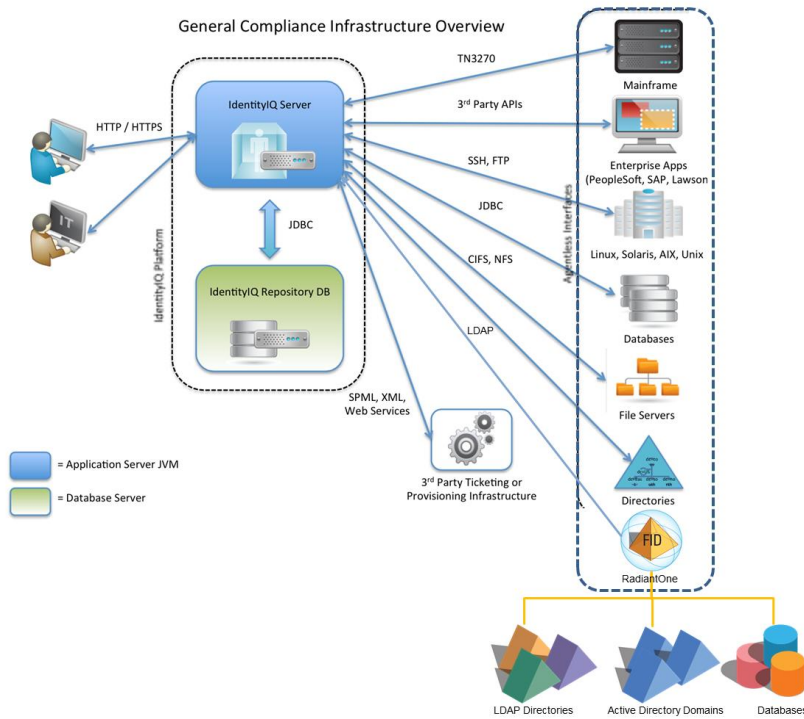 General Compliance Infrastructure Overview
TN3270
Mainframe
IdentityIQ Server
3rd Party APIs
HTTP / HTTPS
SSH, FTP
Enterprise Apps
(PeopleSoft, SAP, Lawson
IT
JDBC
JDBC
Agentless Interfaces
Linux, Solaris, AIX, Unix
CIFS, NFS
IdentityIQ Platform
IdentityIQ Repository DB
Databases
LDAP
File Servers
SPML, XML,
Web Services
= Application Server JVM
3rd Party Ticketing or
Provisioning Infrastructure
= Database Server
Directories
FID
RadiantOne
LDAP Directories
Active Directory Domains
Databases